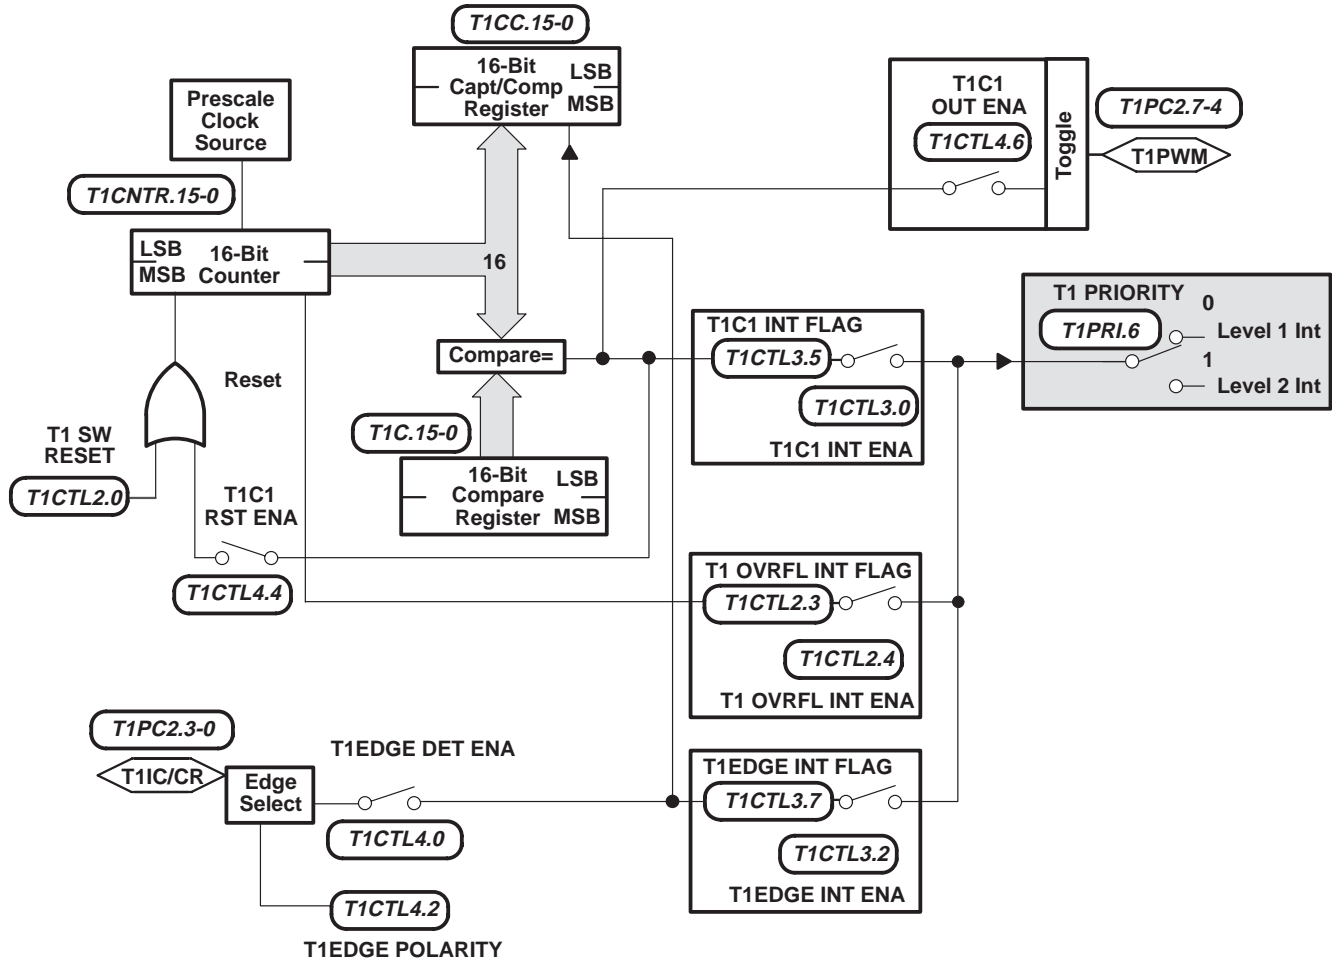 T1CC.15-0
16-Bit
Capt/Comp
Register
LSB
MSB
Prescale
Clock
Source
T1CNTR.15-0
LSB
MSB
16-Bit
Counter
16
T1C1
OUT ENA
T1CTL4.6
Toggle
T1PC2.7-4
T1PWM
Reset
T1 SW
RESET
T1CTL2.0
T1C1
RST ENA
T1CTL4.4
Compare=
T1C.15-0
16-Bit
Compare
Register
LSB
MSB
T1C1 INT FLAG
T1CTL3.5
T1CTL3.0
T1C1 INT ENA
T1 PRIORITY
T1PRI.6
0
Level 1 Int
1
Level 2 Int
T1 OVRFL INT FLAG
T1CTL2.3
T1CTL2.4
T1 OVRFL INT ENA
T1PC2.3-0
T1IC/CR
Edge
Select
T1EDGE DET ENA
T1CTL4.0
T1CTL4.2
T1EDGE POLARITY
T1EDGE INT FLAG
T1CTL3.7
T1CTL3.2
T1EDGE INT ENA